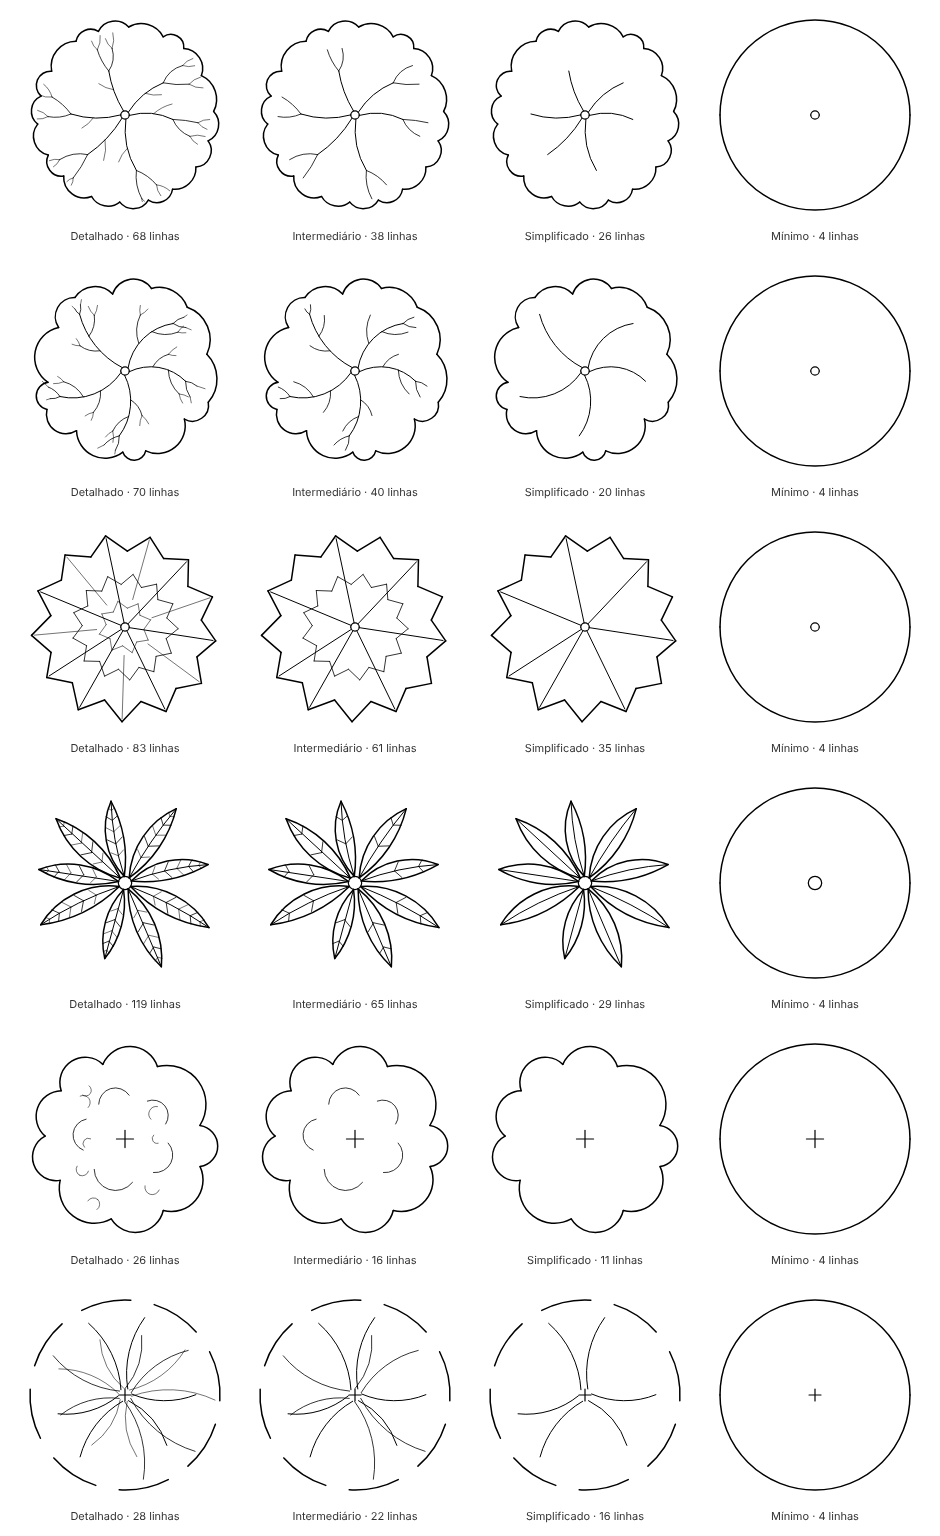 Detalhado · 68 linhas
Intermediário · 38 linhas
Simplificado · 26 linhas
Mínimo · 4 linhas
Detalhado · 70 linhas
Intermediário · 40 linhas
Simplificado · 20 linhas
Mínimo · 4 linhas
Detalhado · 83 linhas
Intermediário · 61 linhas
Simplificado · 35 linhas
Mínimo · 4 linhas
Detalhado · 119 linhas
Intermediário · 65 linhas
Simplificado · 29 linhas
Mínimo · 4 linhas
Detalhado · 26 linhas
Intermediário · 16 linhas
Simplificado · 11 linhas
Mínimo · 4 linhas
Detalhado · 28 linhas
Intermediário · 22 linhas
Simplificado · 16 linhas
Mínimo · 4 linhas